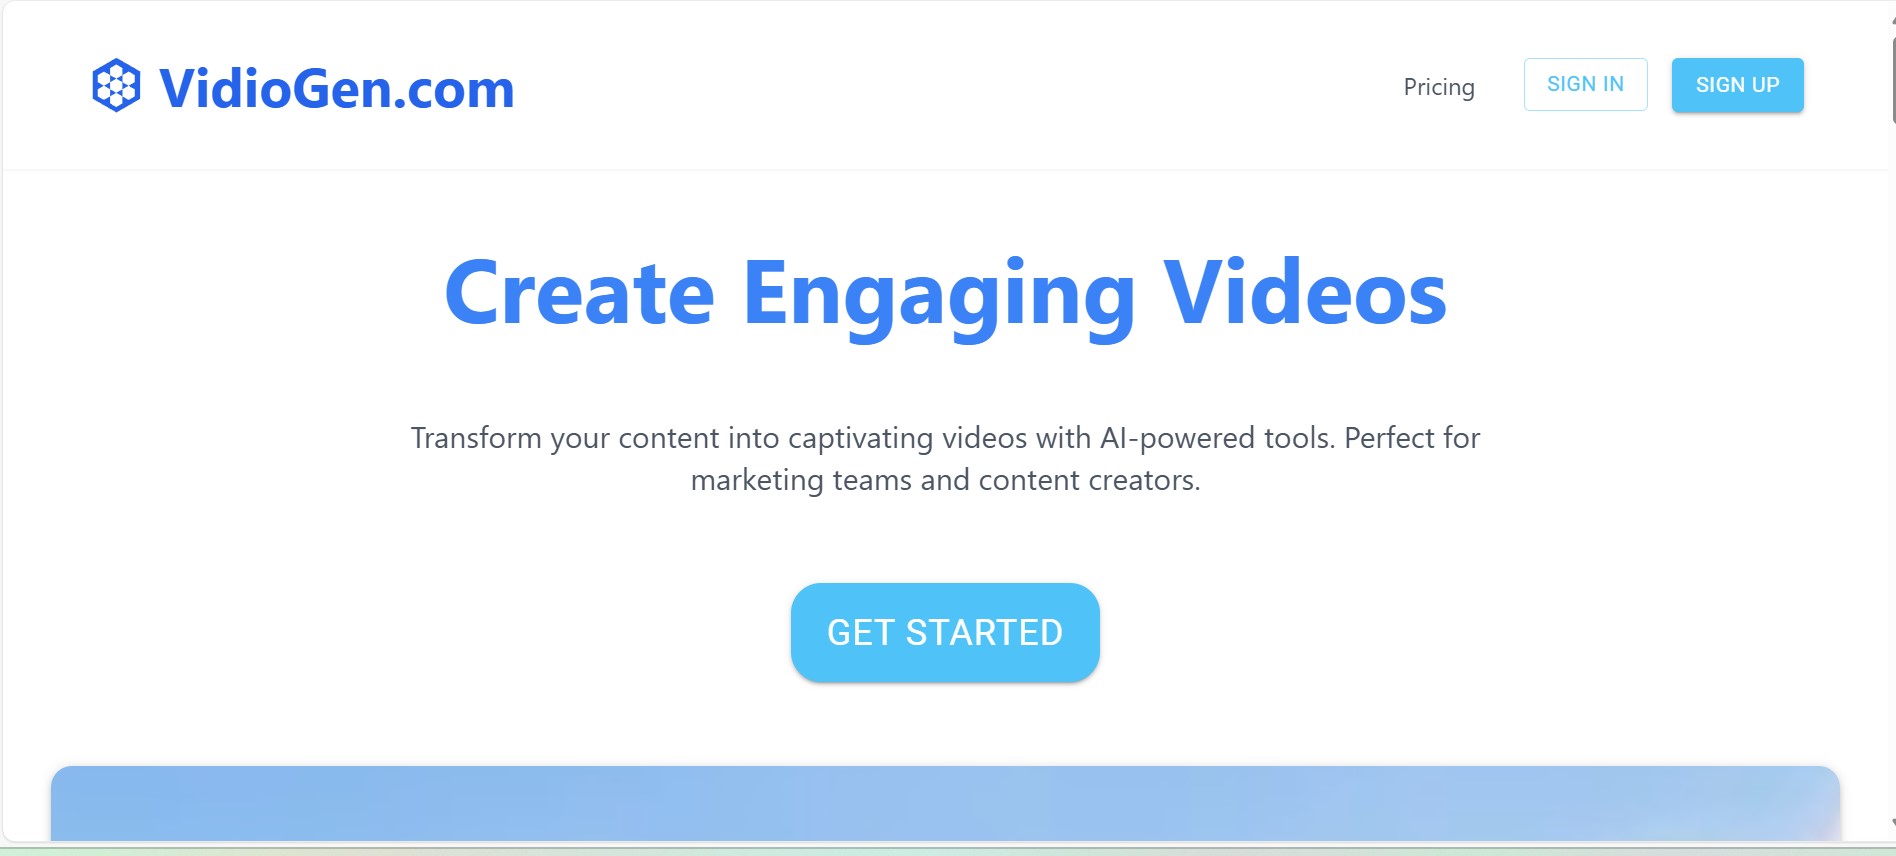 VidioGen.com
Pricing
SIGN IN
SIGN UP
Create Engaging Videos
Transform your content into captivating videos with AI-powered tools. Perfect for
marketing teams and content creators.
GET STARTED